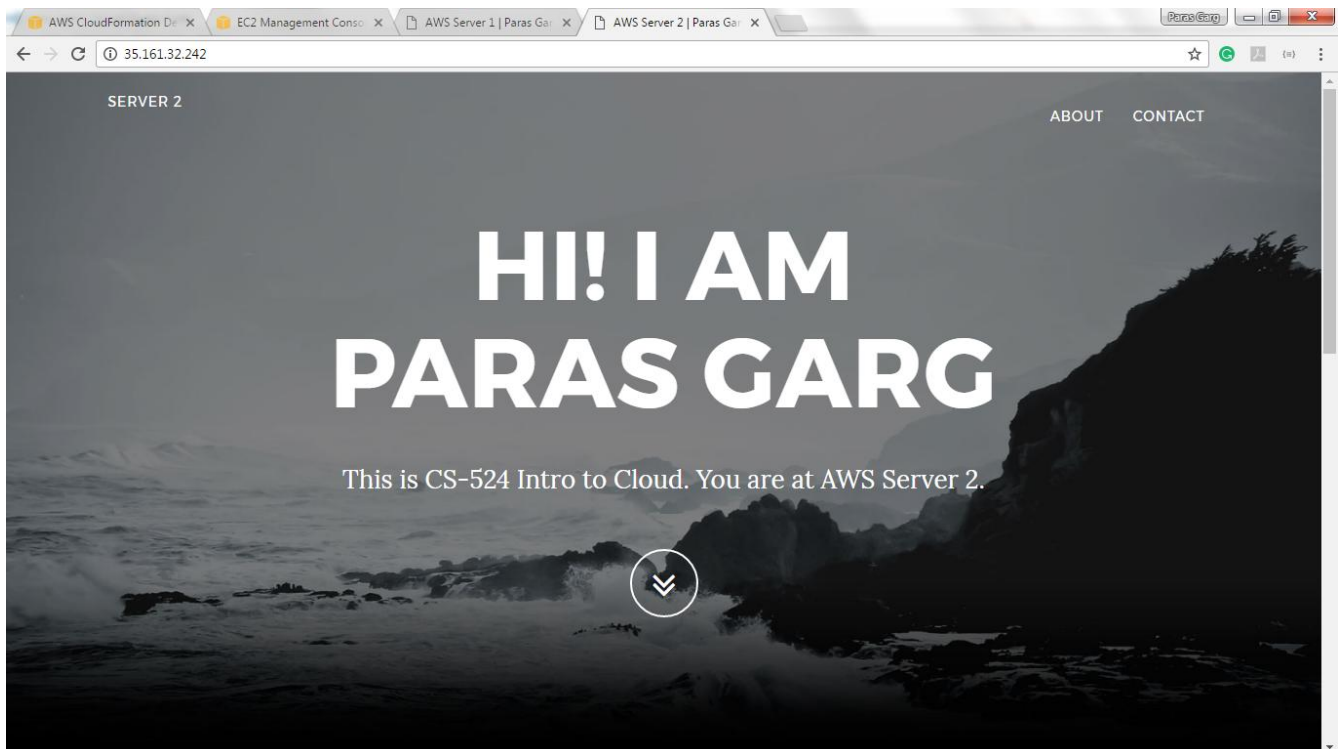 AWS CloudFormation De
EC2 Management Conso
AWS Server 1 | Paras Gar
AWS Server 2 | Paras Gar
Paras Garg
35.161.32.242
SERVER 2
ABOUT CONTACT
HI! I AM
PARAS GARG
This is CS-524 Intro to Cloud. You are at AWS Server 2.